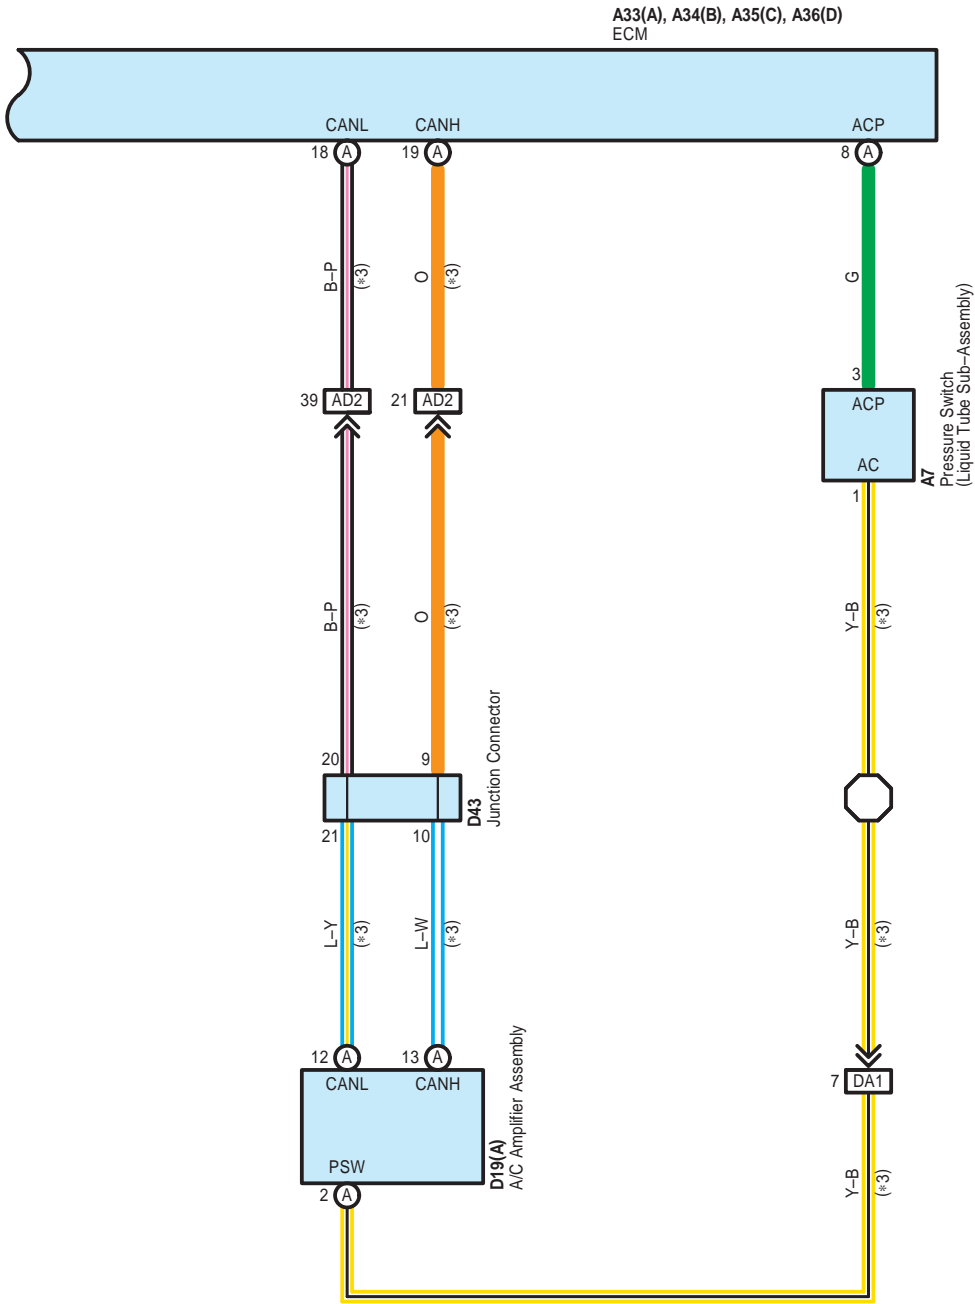 A33(A), A34(B), A35(C), A36(D)
ECM
CANL
CANH
ACP
18 A
19 A
8 A
B–P
(*3)
O
(*3)
G
3
39 AD2
21 AD2
ACP
AC
A7
Pressure Switch
(Liquid Tube Sub–Assembly)
1
B–P
(*3)
O
(*3)
Y–B
(*3)
20
9
D43
Junction Connector
21
10
L–Y
(*3)
L–W
(*3)
Y–B
(*3)
12 A
13 A
CANL
CANH
7 DA1
D19(A)
A/C Amplifier Assembly
PSW
2 A
Y–B
(*3)